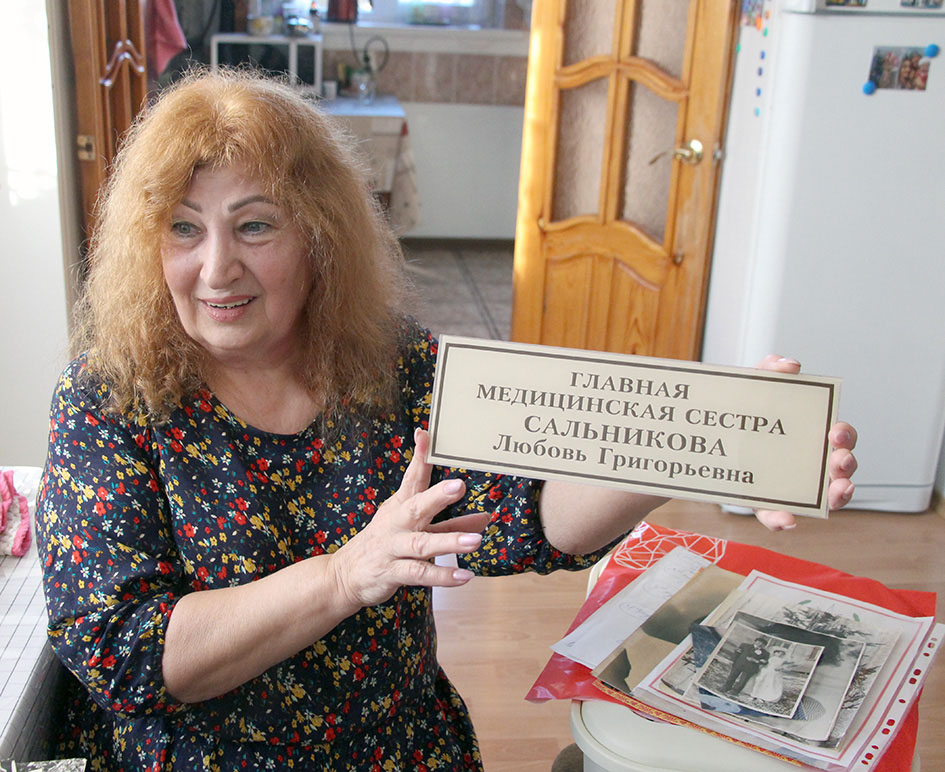 ГЛАВНАЯ
МЕДИЦИНСКАЯ СЕСТРА
САЛЬНИКОВА
Любовь Григорьевна